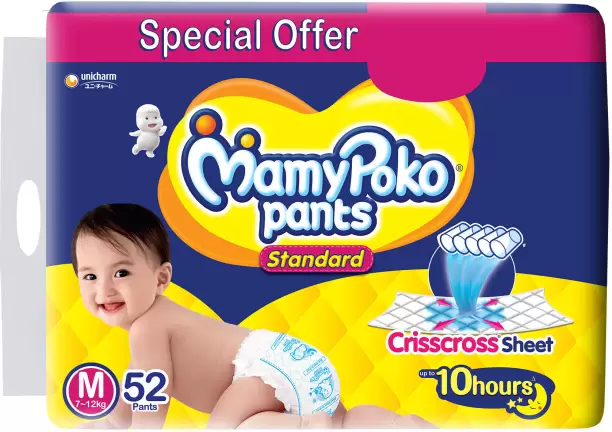 Special Offer
unicharm
ユニ・チャーム
MamyPoko®
pants
Standard
Crisscross Sheet
up to 10hours
M
7~12kg
52
Pants